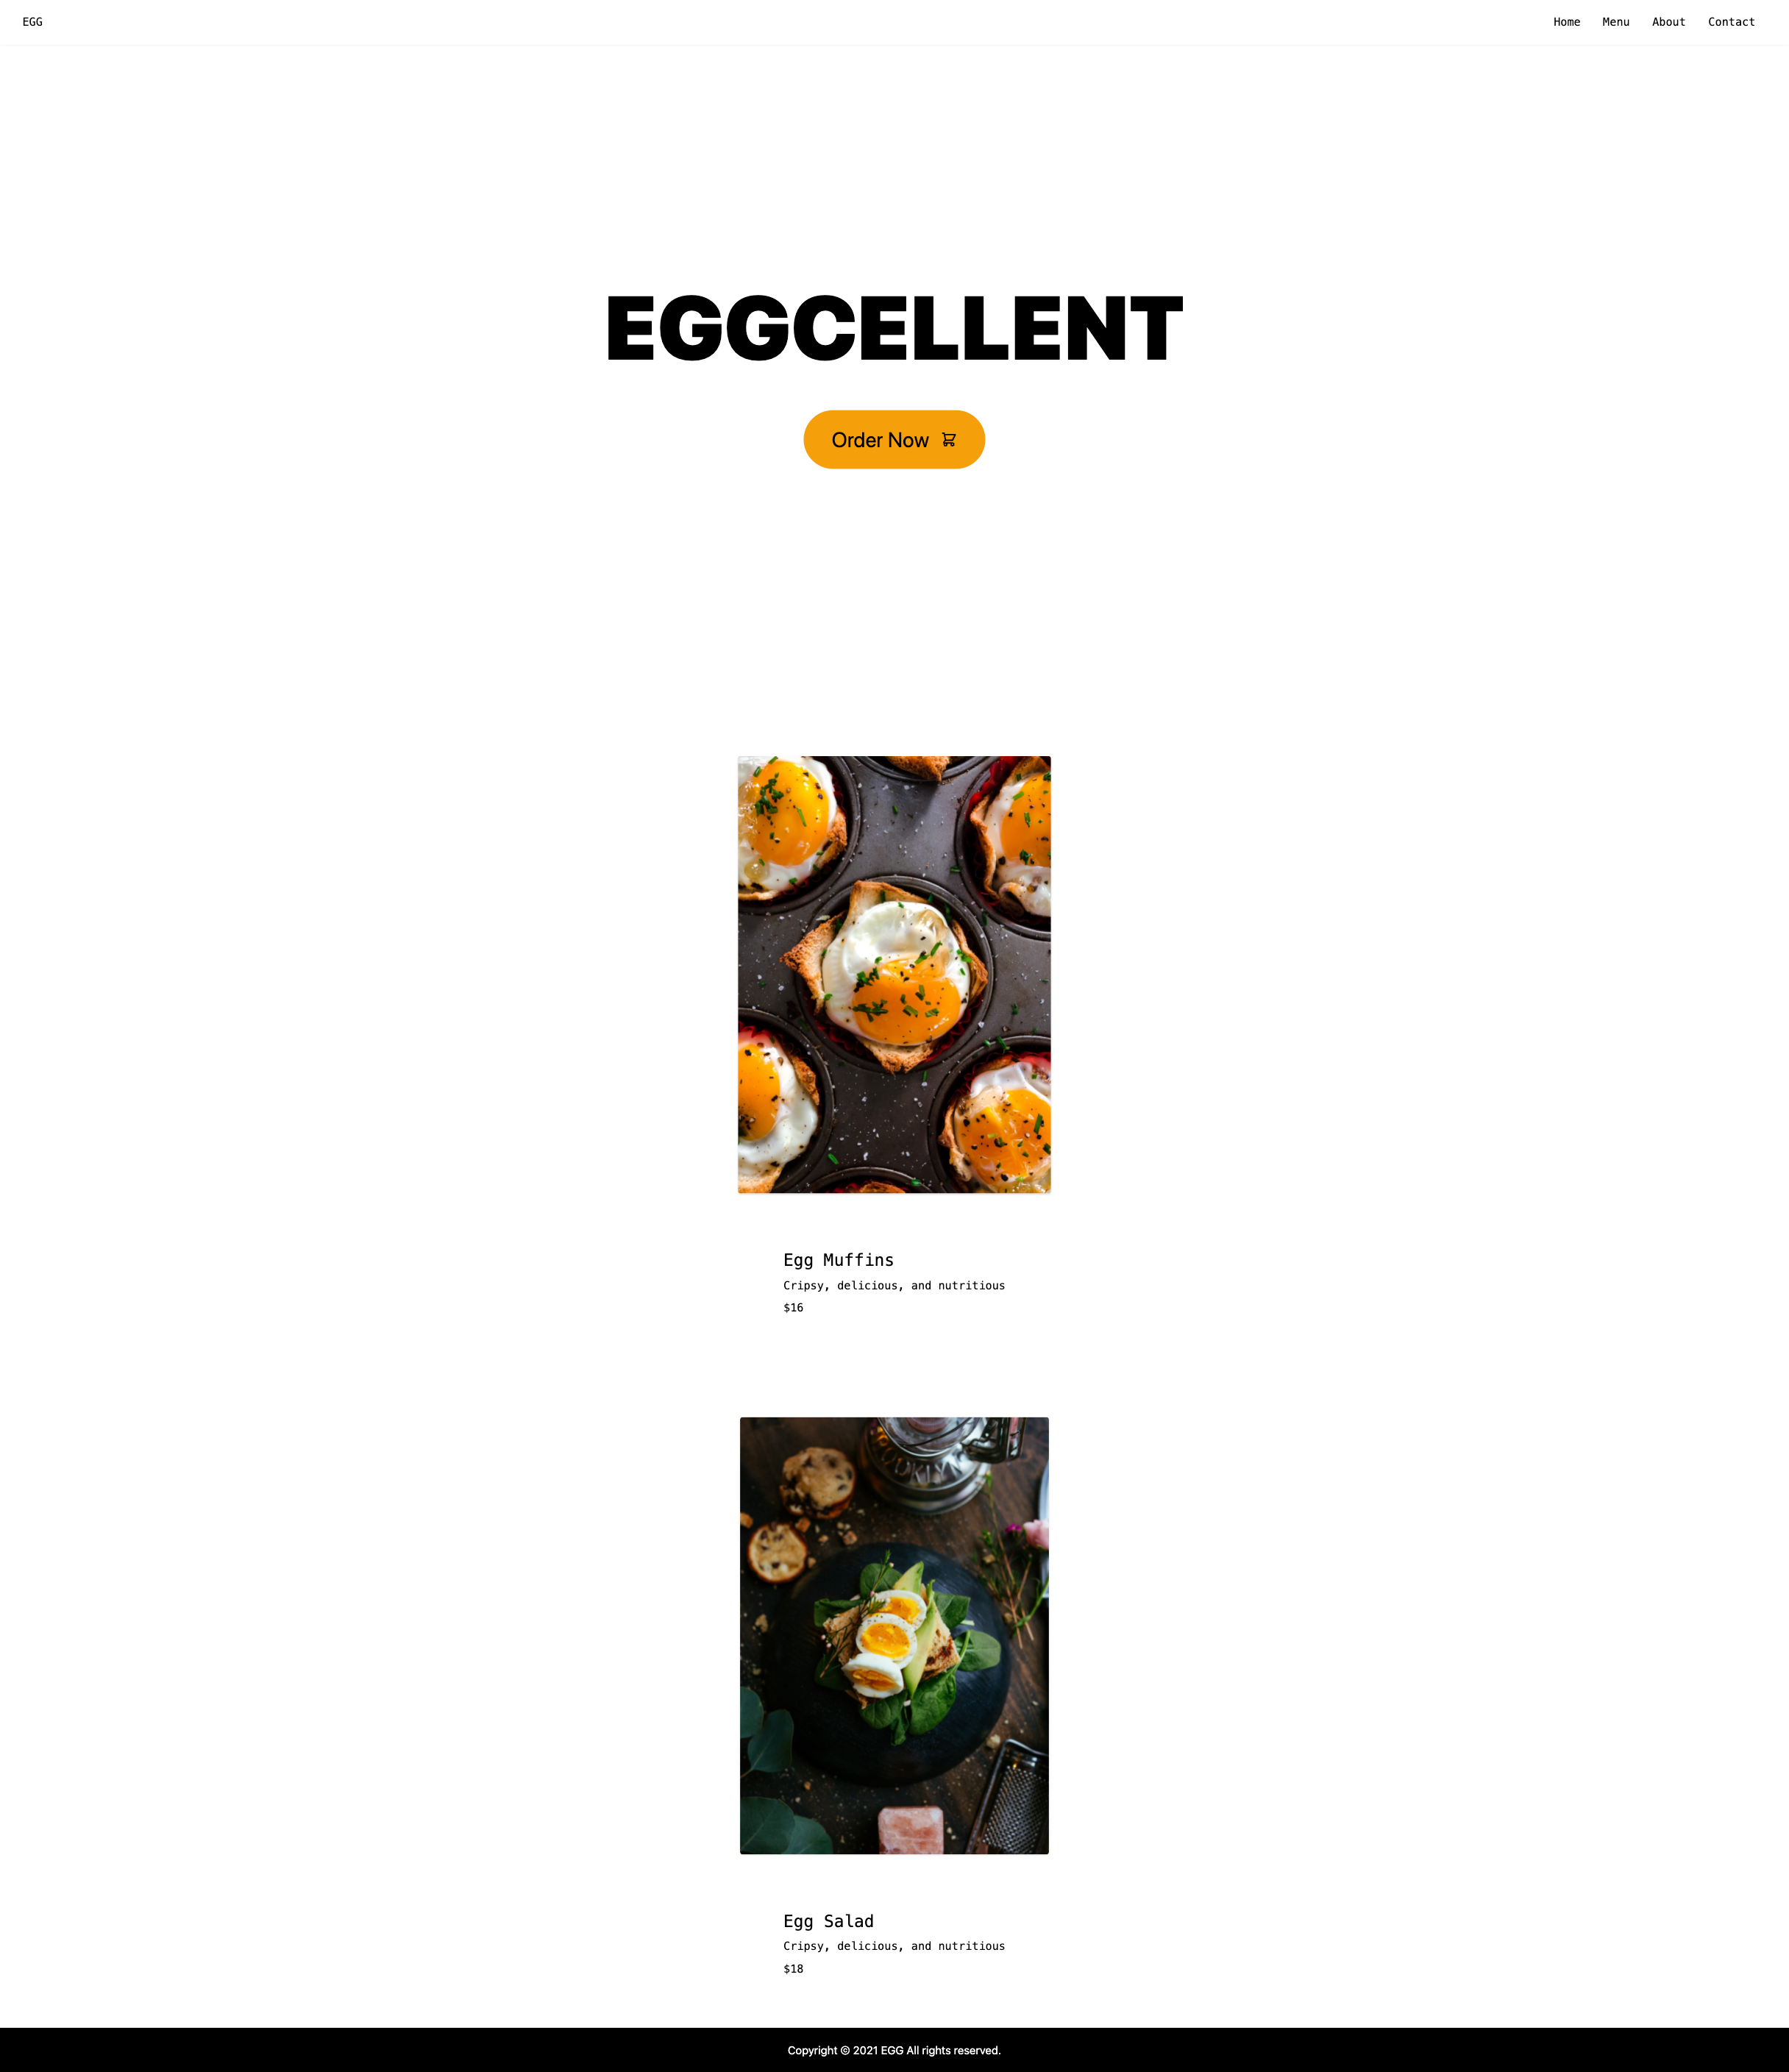 EGG
Home Menu About Contact
EGGCELLENT
Order Now
Egg Muffins
Cripsy, delicious, and nutritious
$16
Egg Salad
Cripsy, delicious, and nutritious
$18
Copyright © 2021 EGG All rights reserved.